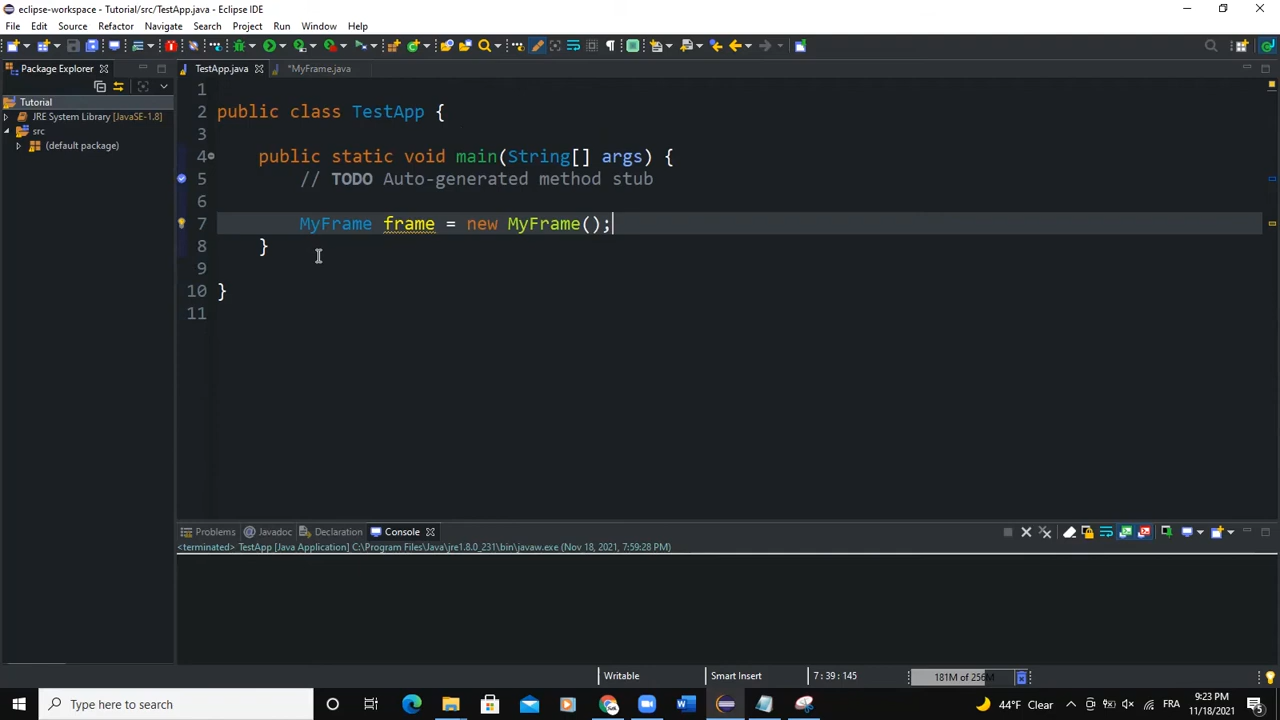 eclipse-workspace - Tutorial/src/TestApp.java - Eclipse IDE
File Edit Source Refactor Navigate Search Project Run Window Help
Package Explorer
TestApp.java
*MyFrame.java
Tutorial
JRE System Library [JavaSE-1.8]
src
(default package)
1
2 public class TestApp {
3
4 public static void main(String[] args) {
5 // TODO Auto-generated method stub
6
7 MyFrame frame = new MyFrame();
8 }
9
10 }
11
Problems Javadoc Declaration Console
<terminated> TestApp [Java Application] C:\Program Files\Java\jre1.8.0_231\bin\javaw.exe (Nov 18, 2021, 7:59:28 PM)
Writable Smart Insert 7 : 39 : 145 181M of 256M
Type here to search
44°F Clear FRA 9:23 PM
11/18/2021